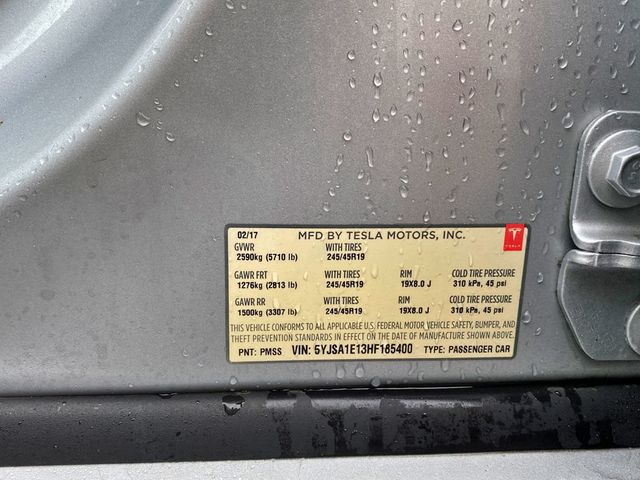 02/17 MFD BY TESLA MOTORS, INC.
GVWR WITH TIRES
2590kg (5710 lb) 245/45R19
GAWR FRT WITH TIRES RIM COLD TIRE PRESSURE
1276kg (2813 lb) 245/45R19 19X8.0 J 310 kPa, 45 psi
GAWR RR WITH TIRES RIM COLD TIRE PRESSURE
1500kg (3307 lb) 245/45R19 19X8.0 J 310 kPa, 45 psi
THIS VEHICLE CONFORMS TO ALL APPLICABLE U.S. FEDERAL MOTOR VEHICLE SAFETY, BUMPER, AND
THEFT PREVENTION STANDARDS IN EFFECT ON THE DATE OF MANUFACTURE SHOWN ABOVE.
PNT: PMSS VIN: 5YJSA1E13HF185400 TYPE: PASSENGER CAR